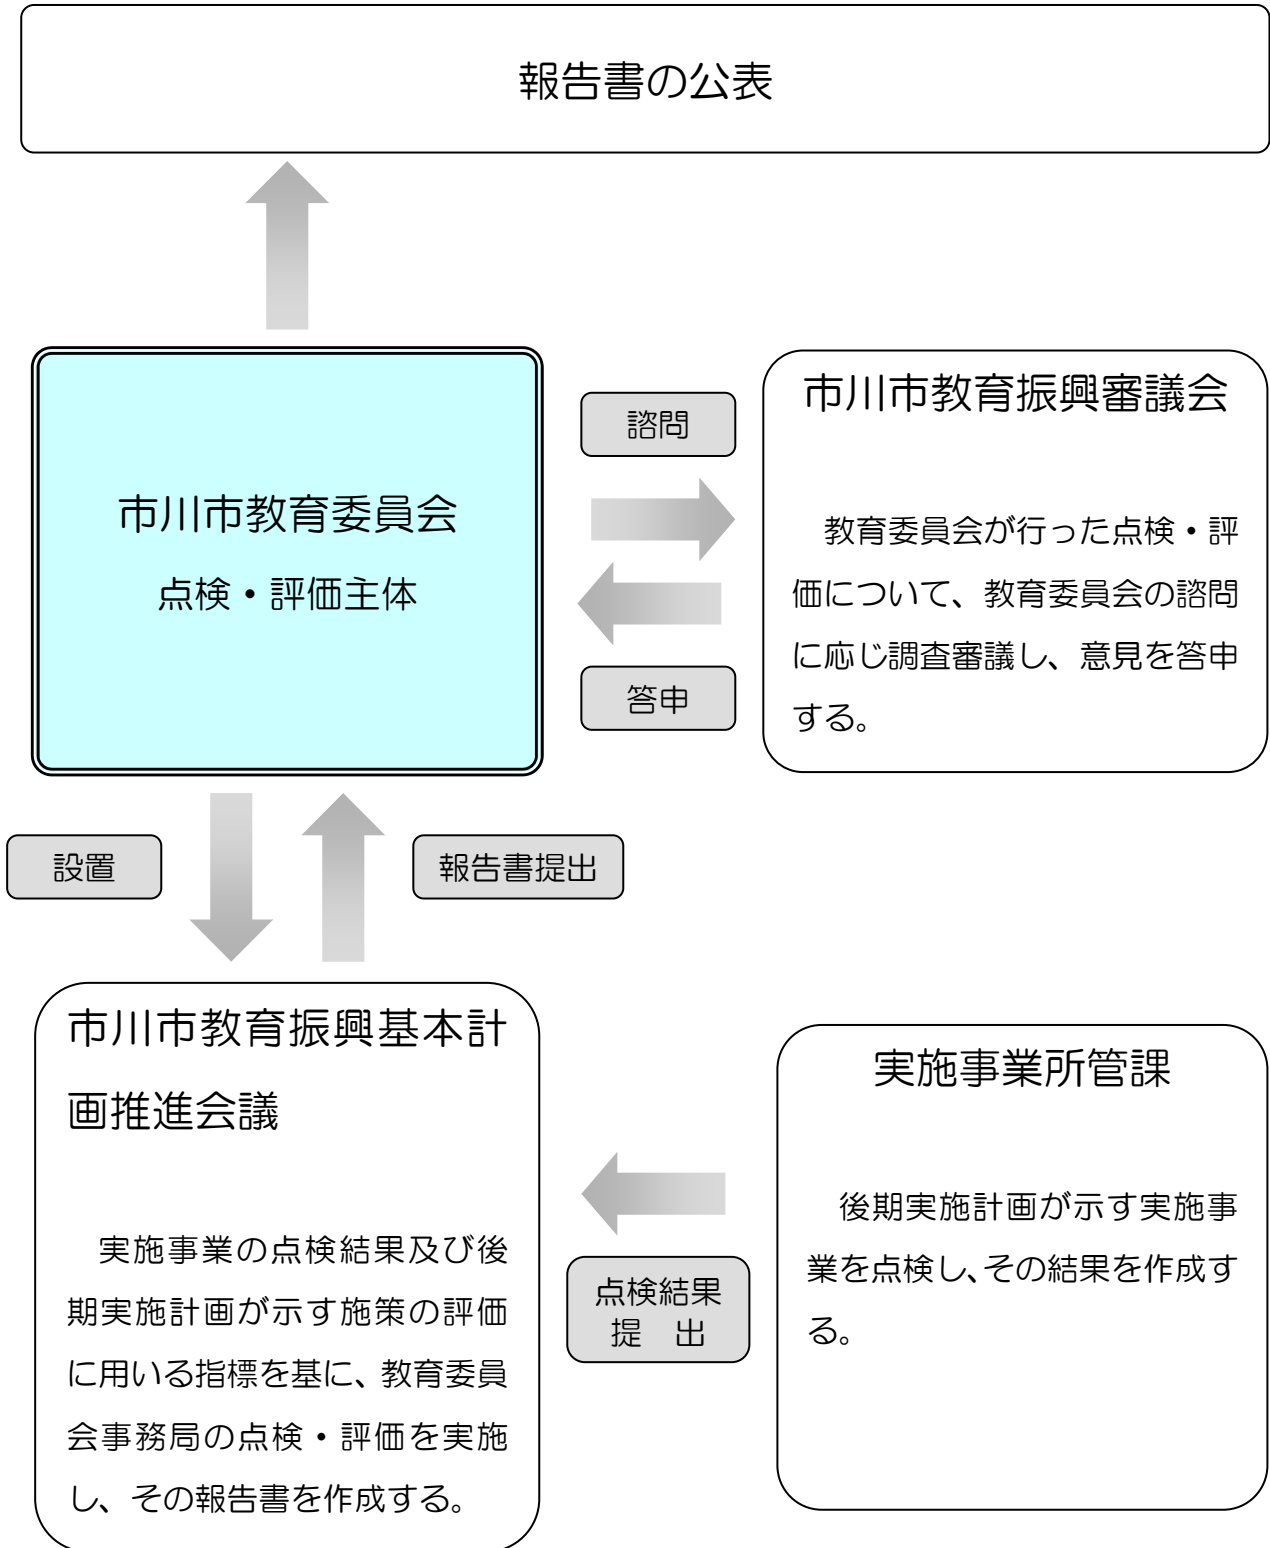 報告書の公表
市川市教育委員会
点検・評価主体
諮問
答申
市川市教育振興審議会
教育委員会が行った点検・評
価について、教育委員会の諮問
に応じ調査審議し、意見を答申
する。
設置
報告書提出
市川市教育振興基本計
画推進会議
実施事業の点検結果及び後
期実施計画が示す施策の評価
に用いる指標を基に、教育委員
会事務局の点検・評価を実施
し、その報告書を作成する。
点検結果
提　出
実施事業所管課
後期実施計画が示す実施事
業を点検し、その結果を作成す
る。